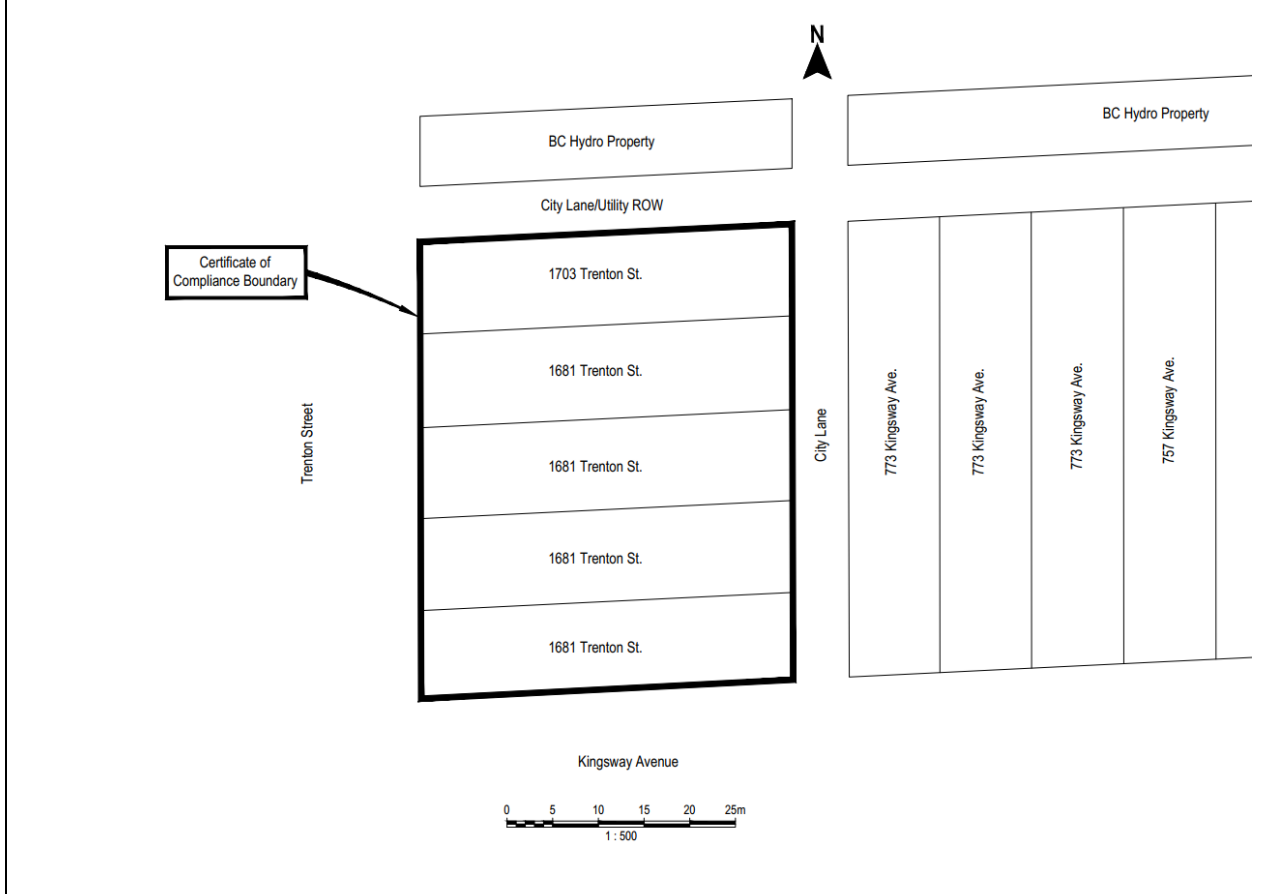 N
BC Hydro Property
BC Hydro Property
City Lane/Utility ROW
Certificate of
Compliance Boundary
1703 Trenton St.
1681 Trenton St.
1681 Trenton St.
1681 Trenton St.
1681 Trenton St.
Trenton Street
City Lane
773 Kingsway Ave.
773 Kingsway Ave.
773 Kingsway Ave.
757 Kingsway Ave.
Kingsway Avenue
0 5 10 15 20 25m
1 : 500